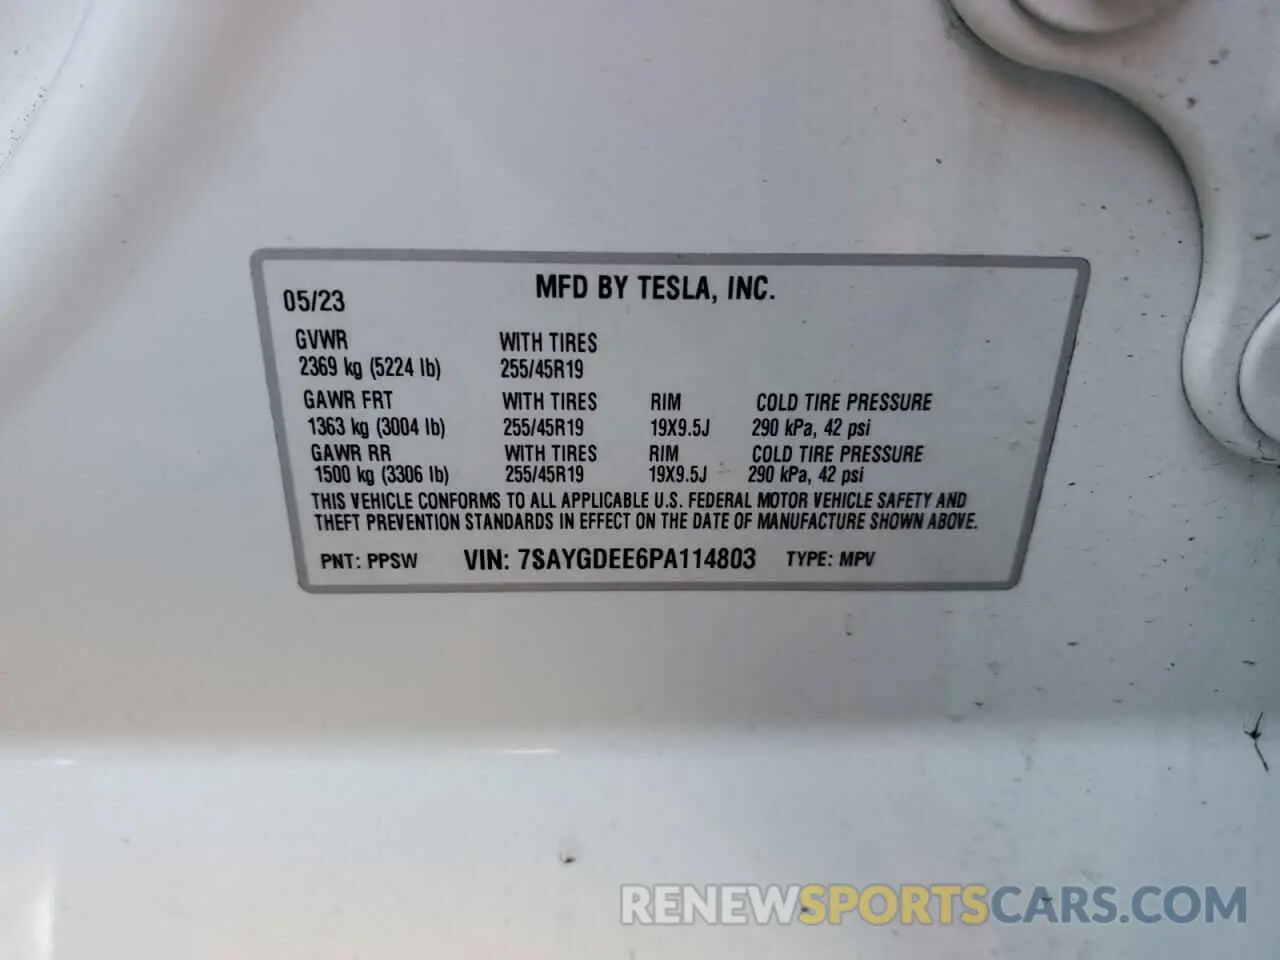 MFD BY TESLA, INC.
05/23
GVWR WITH TIRES
2369 kg (5224 lb) 255/45R19
GAWR FRT WITH TIRES RIM COLD TIRE PRESSURE
1363 kg (3004 lb) 255/45R19 19X9.5J 290 kPa, 42 psi
GAWR RR WITH TIRES RIM COLD TIRE PRESSURE
1500 kg (3306 lb) 255/45R19 19X9.5J 290 kPa, 42 psi
THIS VEHICLE CONFORMS TO ALL APPLICABLE U.S. FEDERAL MOTOR VEHICLE SAFETY AND
THEFT PREVENTION STANDARDS IN EFFECT ON THE DATE OF MANUFACTURE SHOWN ABOVE.
PNT: PPSW VIN: 7SAYGDEE6PA114803 TYPE: MPV
RENEWSPORTSCARS.COM